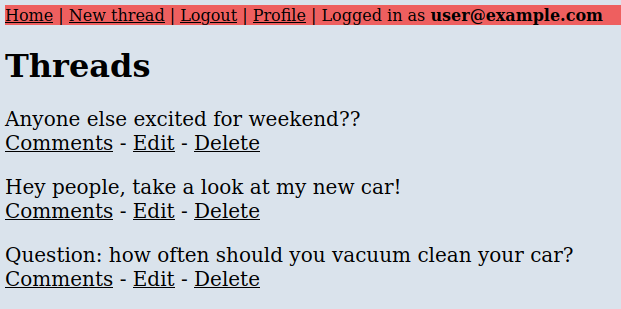 Home | New thread | Logout | Profile | Logged in as user@example.com
Threads
Anyone else excited for weekend??
Comments - Edit - Delete
Hey people, take a look at my new car!
Comments - Edit - Delete
Question: how often should you vacuum clean your car?
Comments - Edit - Delete